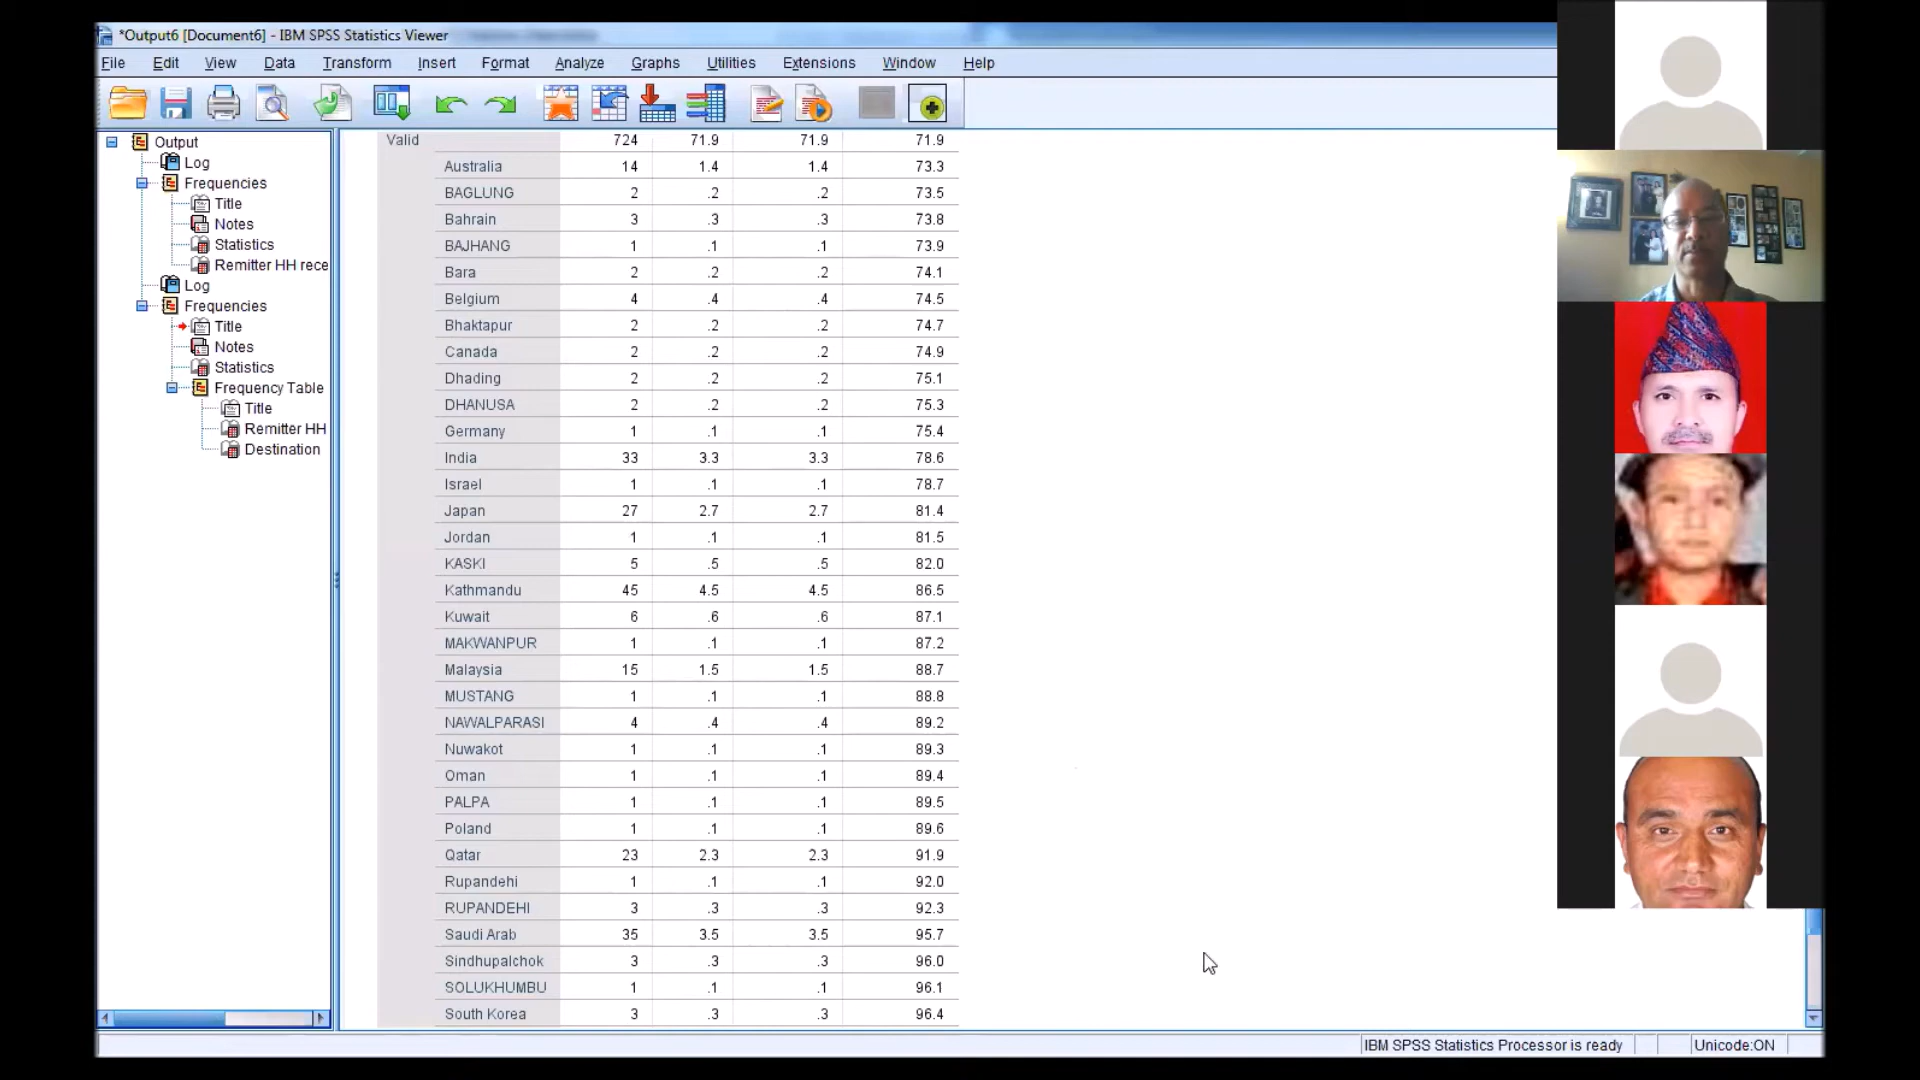 *Output6 [Document6] - IBM SPSS Statistics Viewer
File Edit View Data Transform Insert Format Analyze Graphs Utilities Extensions Window Help
Output
Log
Frequencies
Title
Notes
Statistics
Remitter HH rece
Log
Frequencies
Title
Notes
Statistics
Frequency Table
Title
Remitter HH
Destination
Valid 724 71.9 71.9 71.9
Australia 14 1.4 1.4 73.3
BAGLUNG 2 .2 .2 73.5
Bahrain 3 .3 .3 73.8
BAJHANG 1 .1 .1 73.9
Bara 2 .2 .2 74.1
Belgium 4 .4 .4 74.5
Bhaktapur 2 .2 .2 74.7
Canada 2 .2 .2 74.9
Dhading 2 .2 .2 75.1
DHANUSA 2 .2 .2 75.3
Germany 1 .1 .1 75.4
India 33 3.3 3.3 78.6
Israel 1 .1 .1 78.7
Japan 27 2.7 2.7 81.4
Jordan 1 .1 .1 81.5
KASKI 5 .5 .5 82.0
Kathmandu 45 4.5 4.5 86.5
Kuwait 6 .6 .6 87.1
MAKWANPUR 1 .1 .1 87.2
Malaysia 15 1.5 1.5 88.7
MUSTANG 1 .1 .1 88.8
NAWALPARASI 4 .4 .4 89.2
Nuwakot 1 .1 .1 89.3
Oman 1 .1 .1 89.4
PALPA 1 .1 .1 89.5
Poland 1 .1 .1 89.6
Qatar 23 2.3 2.3 91.9
Rupandehi 1 .1 .1 92.0
RUPANDEHI 3 .3 .3 92.3
Saudi Arab 35 3.5 3.5 95.7
Sindhupalchok 3 .3 .3 96.0
SOLUKHUMBU 1 .1 .1 96.1
South Korea 3 .3 .3 96.4
IBM SPSS Statistics Processor is ready Unicode:ON